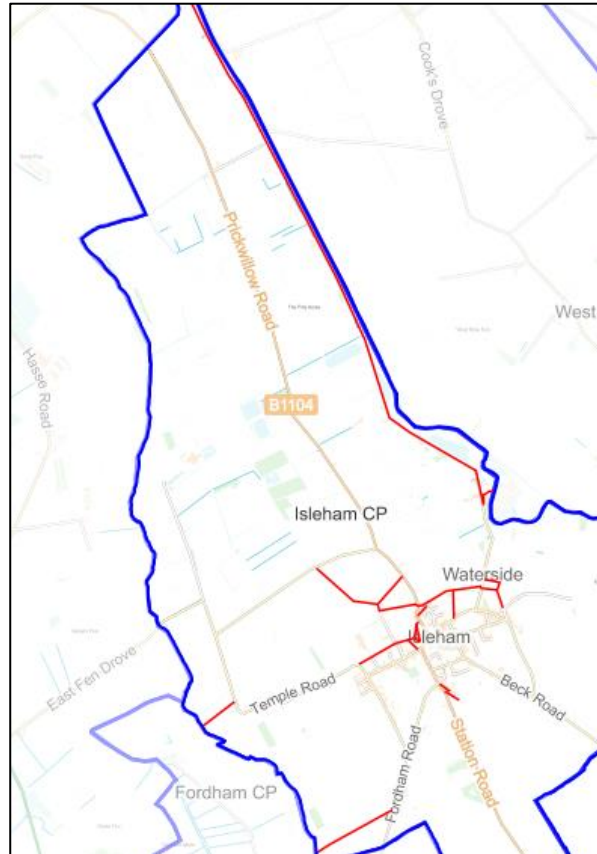 Cook's Drove
Prickwillow Road
West
Hasse Road
B1104
Isleham CP
Waterside
Isleham
East Fen Drove
Temple Road
Beck Road
Fordham Road
Station Road
Fordham CP